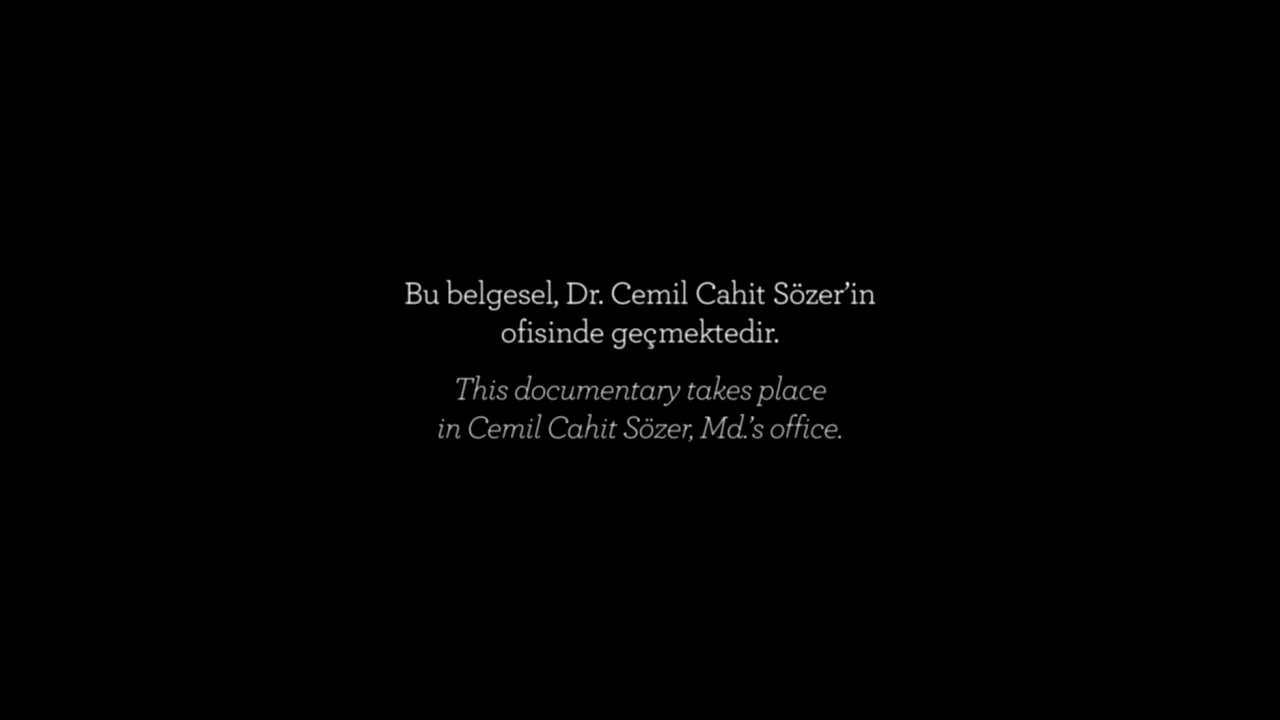 Bu belgesel, Dr. Cemil Cahit Sözer’in
ofisinde geçmektedir.
This documentary takes place
in Cemil Cahit Sözer, Md.’s office.